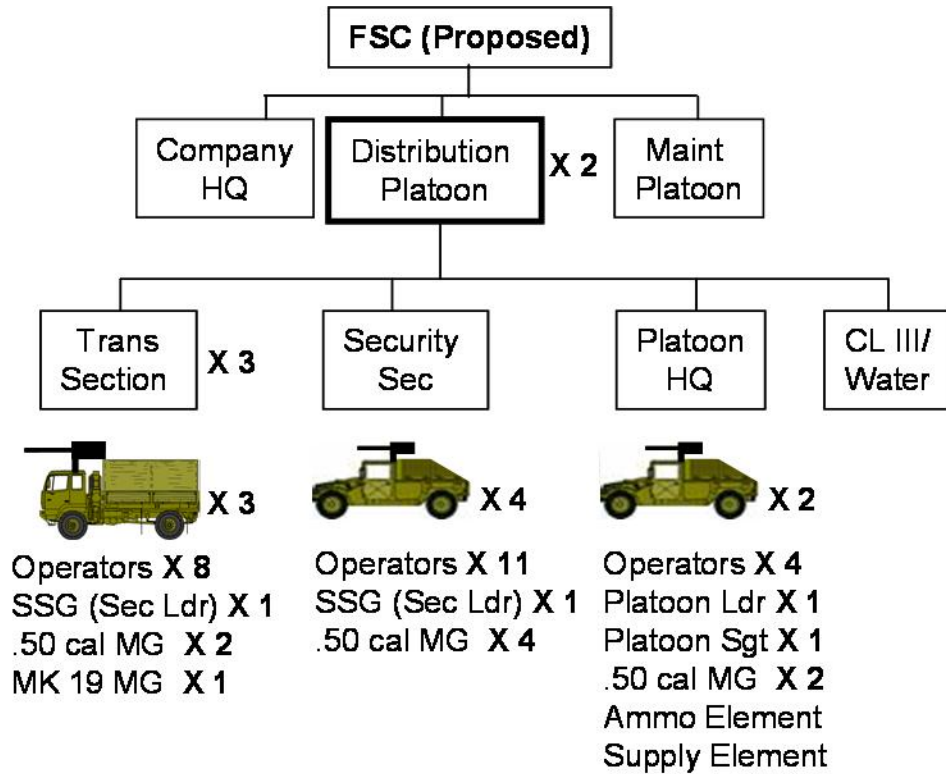 FSC (Proposed)
Company
HQ
Distribution
Platoon
X 2
Maint
Platoon
Trans
Section
X 3
Security
Sec
Platoon
HQ
CL III/
Water
X 3
X 4
X 2
Operators X 8
SSG (Sec Ldr) X 1
.50 cal MG X 2
MK 19 MG X 1
Operators X 11
SSG (Sec Ldr) X 1
.50 cal MG X 4
Operators X 4
Platoon Ldr X 1
Platoon Sgt X 1
.50 cal MG X 2
Ammo Element
Supply Element